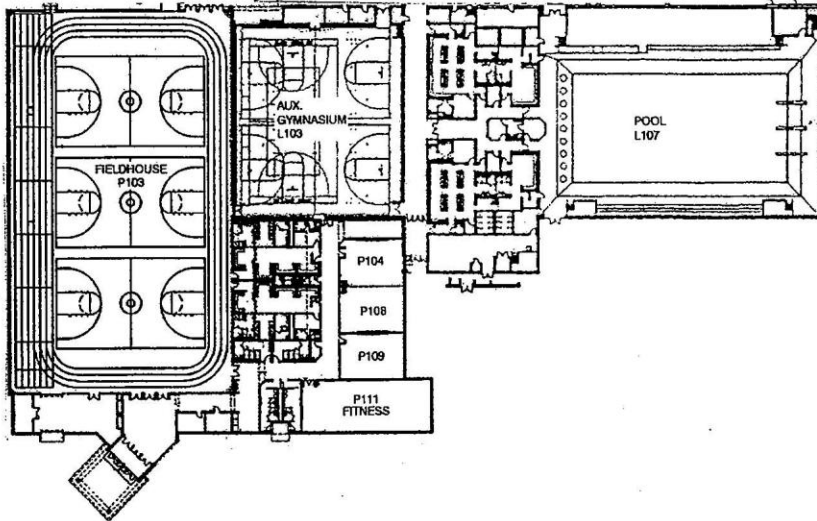 FIELDHOUSE
P103
AUX.
GYMNASIUM
L103
POOL
L107
P104
P108
P109
P111
FITNESS